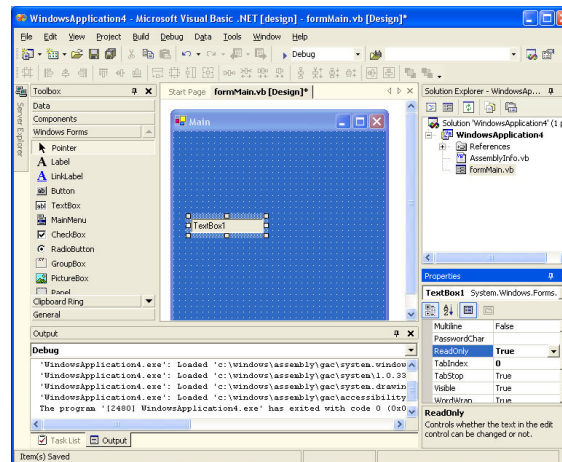 WindowsApplication4 - Microsoft Visual Basic .NET [design] - formMain.vb [Design]*
File Edit View Project Build Debug Data Tools Window Help
Debug
Server Explorer
Toolbox
Data
Components
Windows Forms
Pointer
Label
LinkLabel
Button
TextBox
MainMenu
CheckBox
RadioButton
GroupBox
PictureBox
Panel
Clipboard Ring
General
Start Page formMain.vb [Design]*
Main
TextBox1
Solution Explorer - WindowsAp...
Solution 'WindowsApplication4' (1 p
WindowsApplication4
References
AssemblyInfo.vb
formMain.vb
Properties
TextBox1 System.Windows.Forms.
Multiline False
PasswordChar
ReadOnly True
TabIndex 0
TabStop True
Visible True
WordWrap True
ReadOnly
Controls whether the text in the edit
control can be changed or not.
Output
Debug
'WindowsApplication4.exe': Loaded 'c:\windows\assembly\gac\system.window
'WindowsApplication4.exe': Loaded 'c:\windows\assembly\gac\system\1.0.33
'WindowsApplication4.exe': Loaded 'c:\windows\assembly\gac\system.drawin
'WindowsApplication4.exe': Loaded 'c:\windows\assembly\gac\accessibility
The program '[2480] WindowsApplication4.exe' has exited with code 0 (0x0
Task List Output
Item(s) Saved